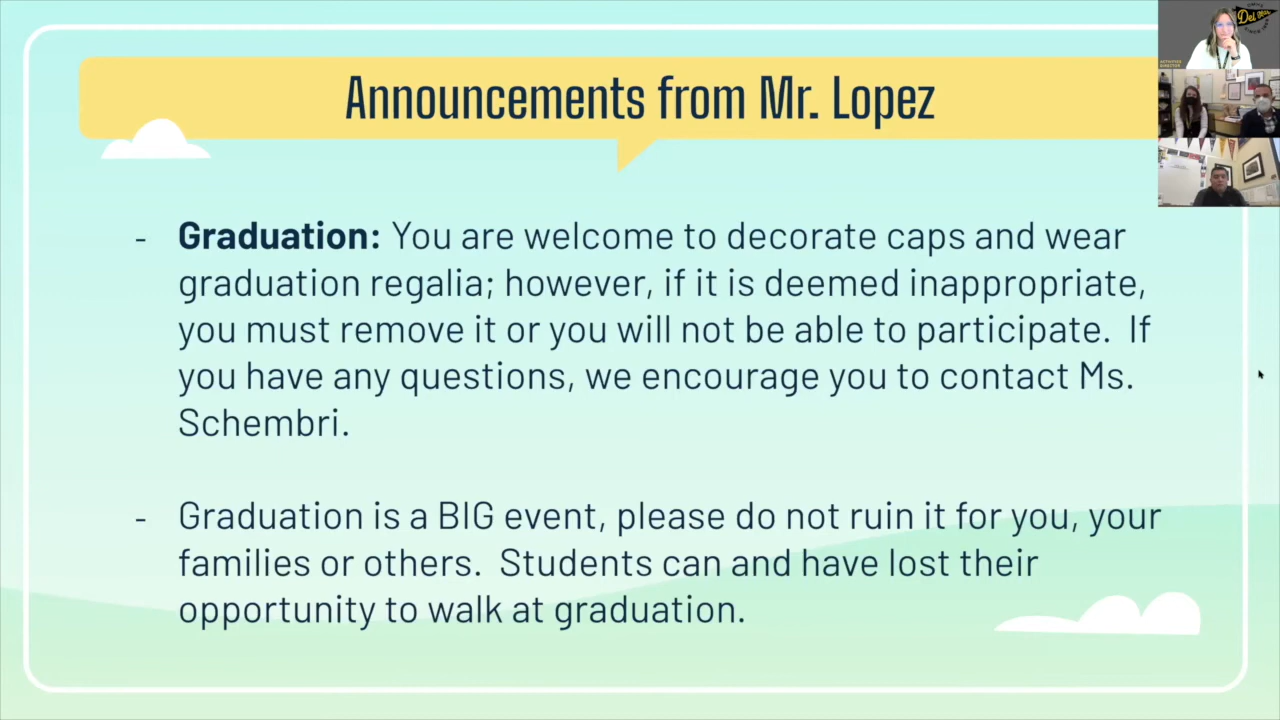 Announcements from Mr. Lopez
- Graduation: You are welcome to decorate caps and wear
graduation regalia; however, if it is deemed inappropriate,
you must remove it or you will not be able to participate. If
you have any questions, we encourage you to contact Ms.
Schembri.
- Graduation is a BIG event, please do not ruin it for you, your
families or others. Students can and have lost their
opportunity to walk at graduation.